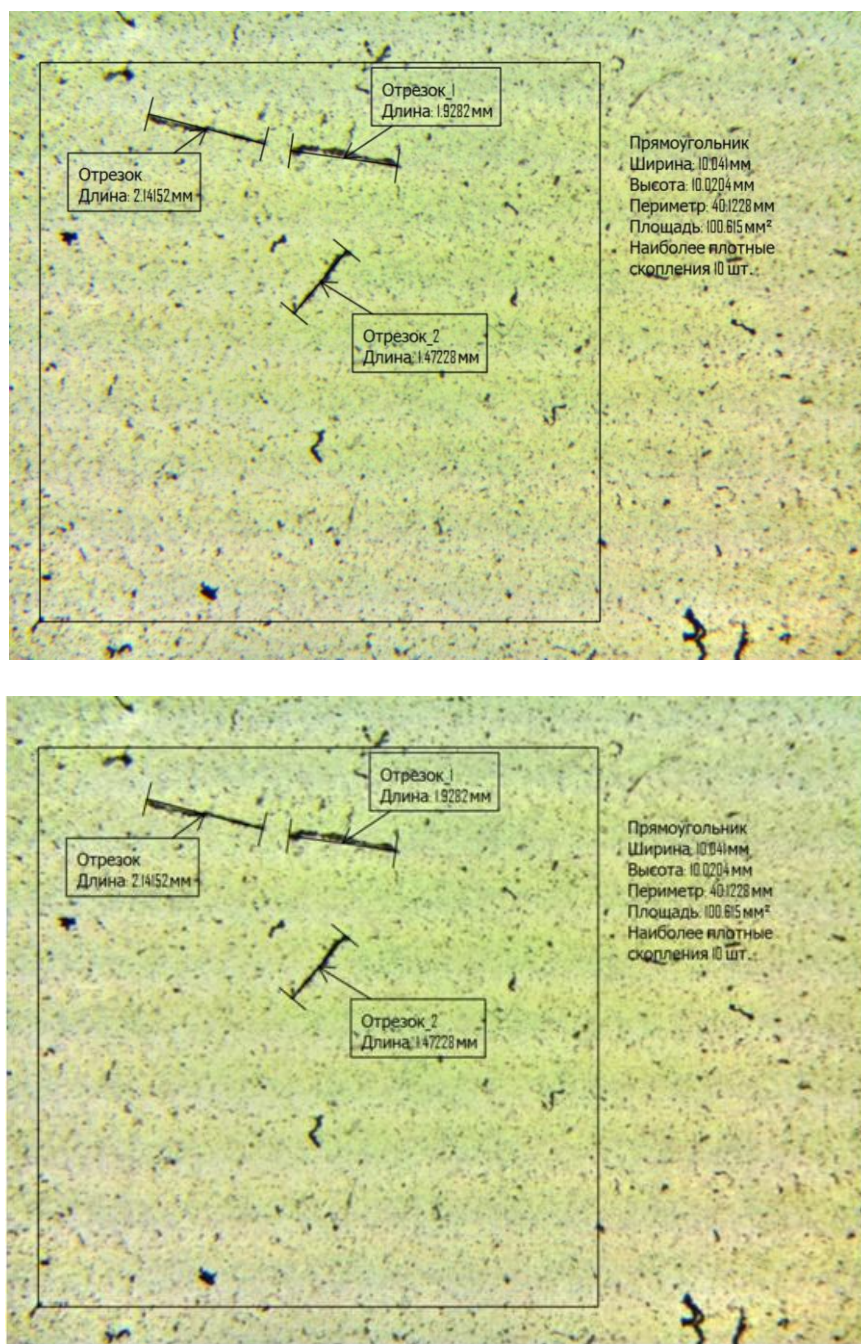 Отрезок_1
Длина: 1.9282 мм
Отрезок
Длина: 2.14152 мм
Прямоугольник
Ширина: 10.041 мм
Высота: 10.0204 мм
Периметр: 40.1228 мм
Площадь: 100.615 мм²
Наиболее плотные
скопления 10 шт.
Отрезок_2
Длина: 1.47228 мм
Отрезок_1
Длина: 1.9282 мм
Отрезок
Длина: 2.14152 мм
Прямоугольник
Ширина: 10.041 мм
Высота: 10.0204 мм
Периметр: 40.1228 мм
Площадь: 100.615 мм²
Наиболее плотные
скопления 10 шт.
Отрезок_2
Длина: 1.47228 мм